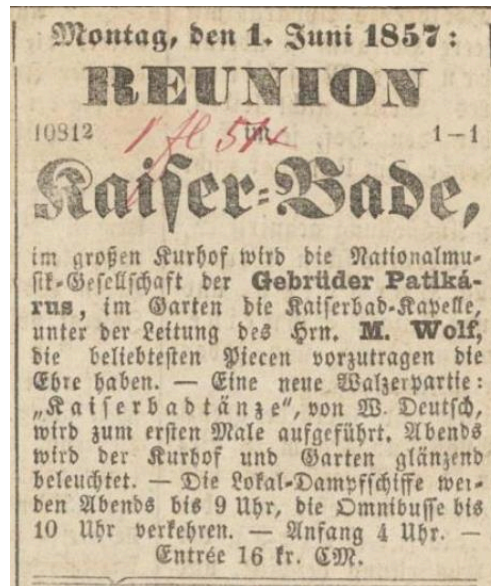 Montag, den 1. Juni 1857:
REUNION
10812 1 fl 54 im 1—1
Kaiser-Bade,
im großen Kurhof wird die Nationalmu-
sik-Gesellschaft der Gebrüder Patiká-
rus, im Garten die Kaiserbad-Kapelle,
unter der Leitung des Hrn. M. Wolf,
die beliebtesten Piecen vorzutragen die
Ehre haben. — Eine neue Walzerpartie:
„Kaiserbadtänze“, von W. Deutsch,
wird zum ersten Male aufgeführt. Abends
wird der Kurhof und Garten glänzend
beleuchtet. — Die Lokal-Dampfschiffe wer-
den Abends bis 9 Uhr, die Omnibusse bis
10 Uhr verkehren. — Anfang 4 Uhr. —
Entrée 16 kr. CM.